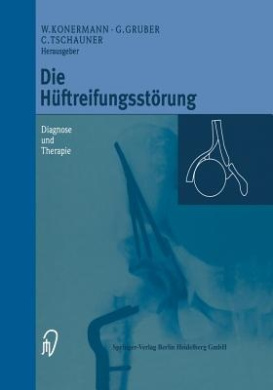 W. KONERMANN · G. GRUBER
C. TSCHAUNER
Herausgeber
Die
Hüftreifungsstörung
Diagnose
und
Therapie
Springer-Verlag Berlin Heidelberg GmbH